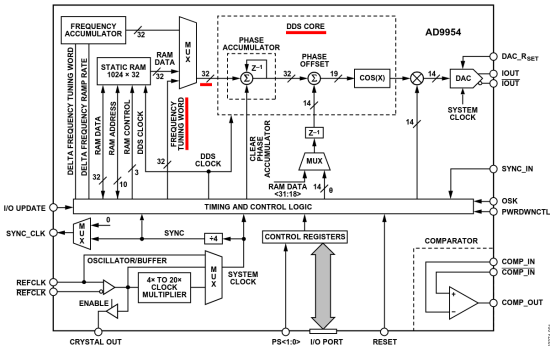 AD9954
DDS CORE
FREQUENCY
ACCUMULATOR
32
M
U
X
PHASE
ACCUMULATOR
PHASE
OFFSET
Z–1
STATIC RAM
1024 × 32
RAM
DATA
32
32
Σ
32
Σ
19
COS(X)
14
DAC
DAC_RSET
IOUT
IOUT
SYSTEM
CLOCK
DELTA FREQUENCY TUNING WORD
DELTA FREQUENCY RAMP RATE
RAM DATA
RAM ADDRESS
RAM CONTROL
DDS CLOCK
FREQUENCY
TUNING WORD
32
10
3
32
DDS
CLOCK
CLEAR
PHASE
ACCUMULATOR
14
Z–1
MUX
RAM DATA
<31:18>
14
θ
14
SYNC_IN
I/O UPDATE
TIMING AND CONTROL LOGIC
OSK
PWRDWNCTL
SYNC_CLK
M
U
X
0
SYNC
÷4
CONTROL REGISTERS
COMPARATOR
OSCILLATOR/BUFFER
REFCLK
REFCLK
4× TO 20×
CLOCK
MULTIPLIER
M
U
X
SYSTEM
CLOCK
ENABLE
COMP_IN
COMP_IN
+
–
COMP_OUT
CRYSTAL OUT
PS<1:0>
I/O PORT
RESET